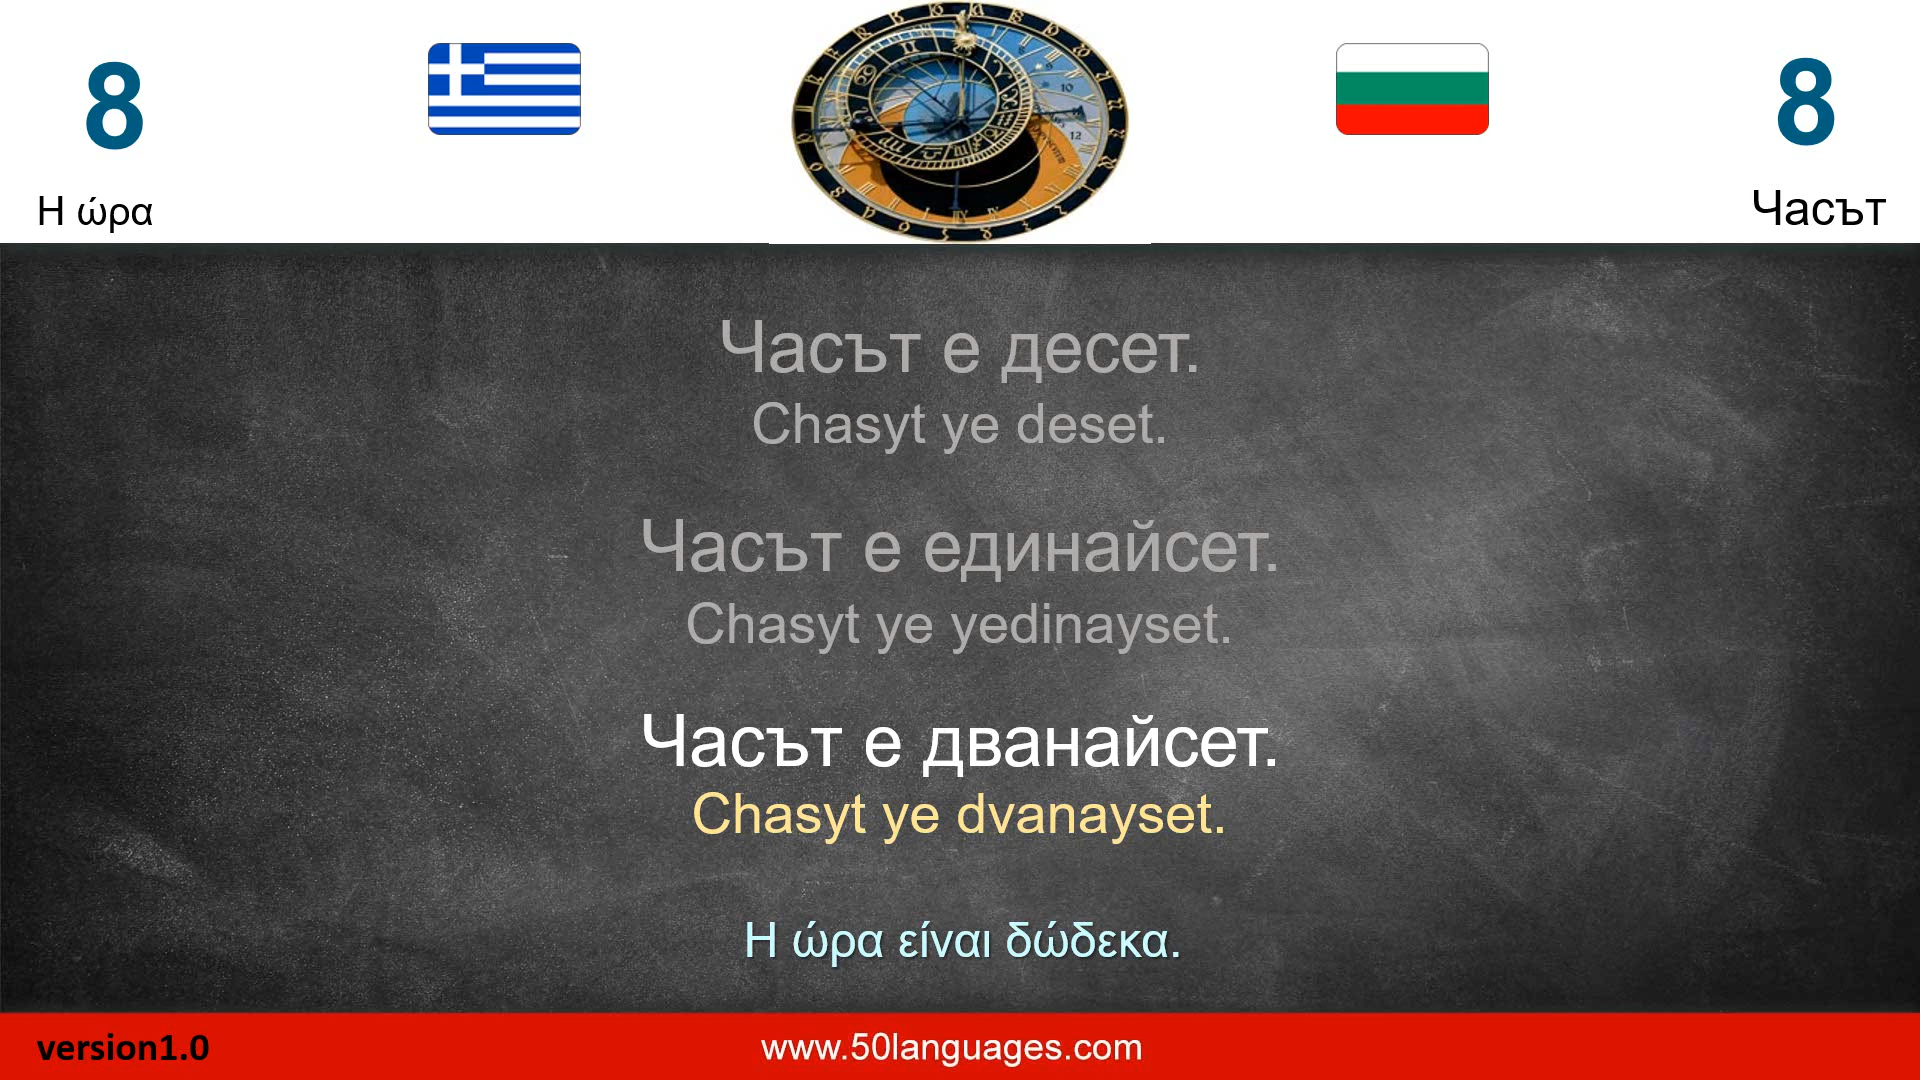 8
8
Η ώρα
Часът
Часът е десет.
Chasyt ye deset.
Часът е единайсет.
Chasyt ye yedinayset.
Часът е дванайсет.
Chasyt ye dvanayset.
Η ώρα είναι δώδεκα.
version1.0
www.50languages.com